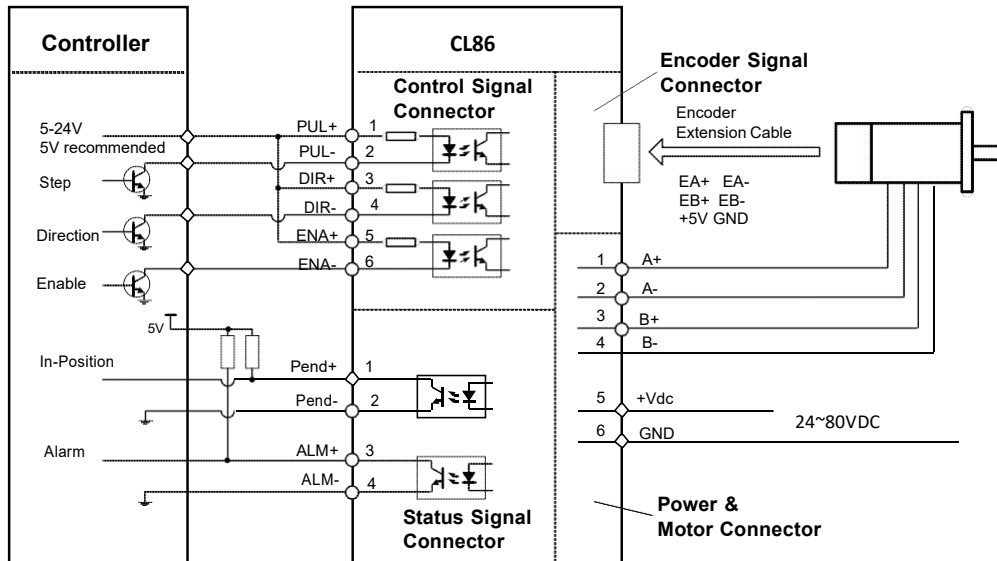 Controller
CL86
Control Signal
Connector
Encoder Signal
Connector
Encoder
Extension Cable
EA+ EA-
EB+ EB-
+5V GND
5-24V
5V recommended
Step
Direction
Enable
PUL+ 1
PUL- 2
DIR+ 3
DIR- 4
ENA+ 5
ENA- 6
1 A+
2 A-
3 B+
4 B-
5V
In-Position
Alarm
Pend+ 1
Pend- 2
ALM+ 3
ALM- 4
5 +Vdc
6 GND
24~80VDC
Status Signal
Connector
Power &
Motor Connector